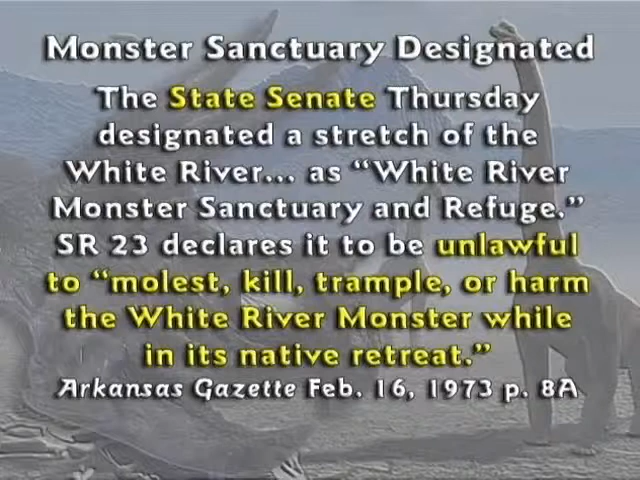 Monster Sanctuary Designated
The State Senate Thursday
designated a stretch of the
White River... as “White River
Monster Sanctuary and Refuge.”
SR 23 declares it to be unlawful
to “molest, kill, trample, or harm
the White River Monster while
in its native retreat.”
Arkansas Gazette Feb. 16, 1973 p. 8A